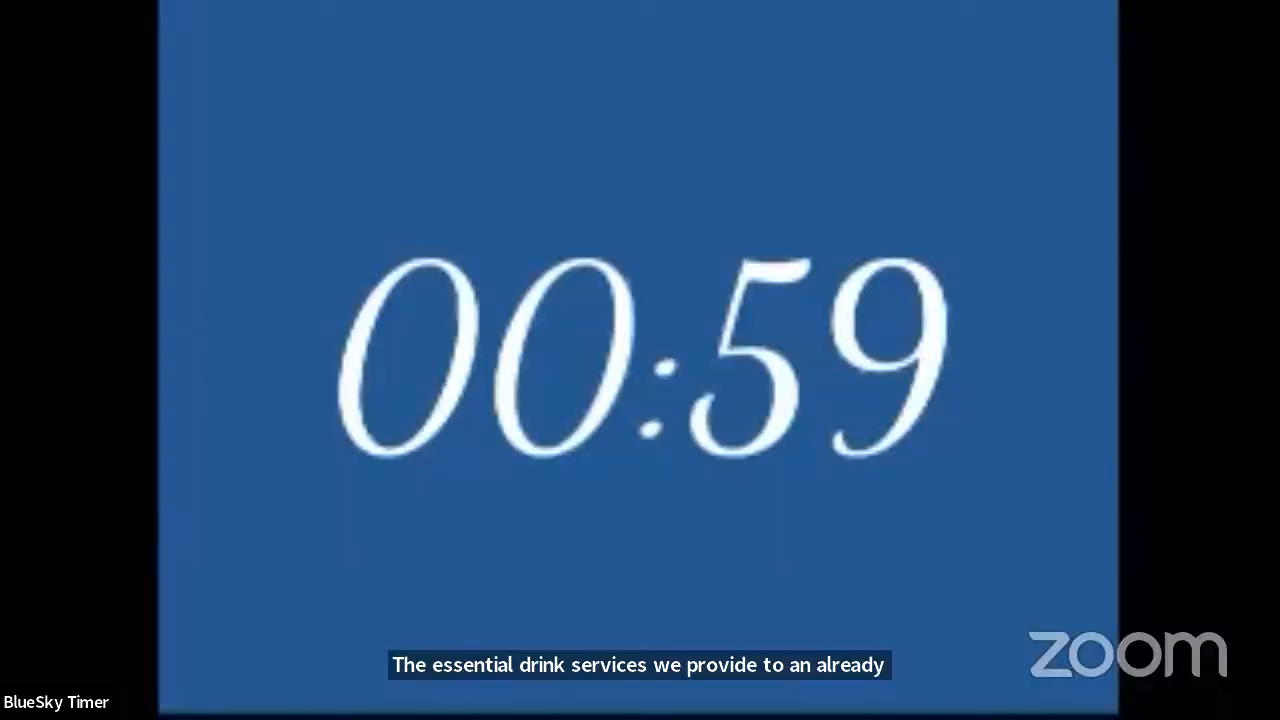 00:59
The essential drink services we provide to an already
zoom
BlueSky Timer